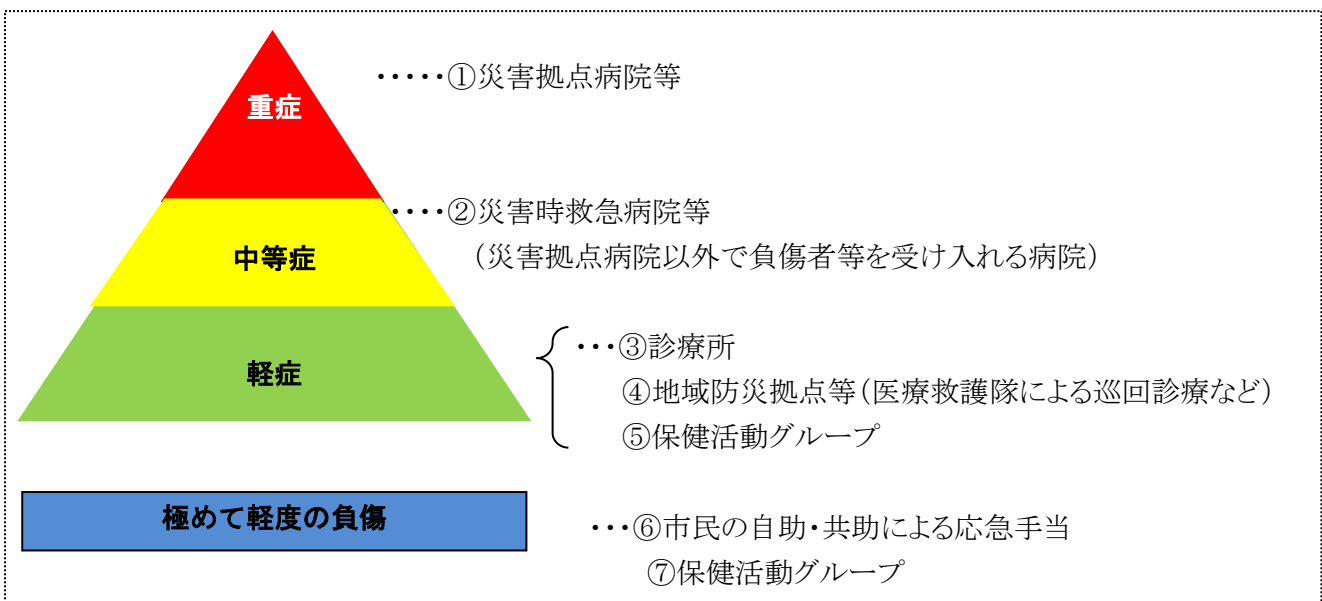 重症
・・・・・①災害拠点病院等
中等症
・・・・②災害時救急病院等
（災害拠点病院以外で負傷者等を受け入れる病院）
軽症
・・・③診療所
④地域防災拠点等（医療救護隊による巡回診療など）
⑤保健活動グループ
極めて軽度の負傷
・・・⑥市民の自助・共助による応急手当
⑦保健活動グループ